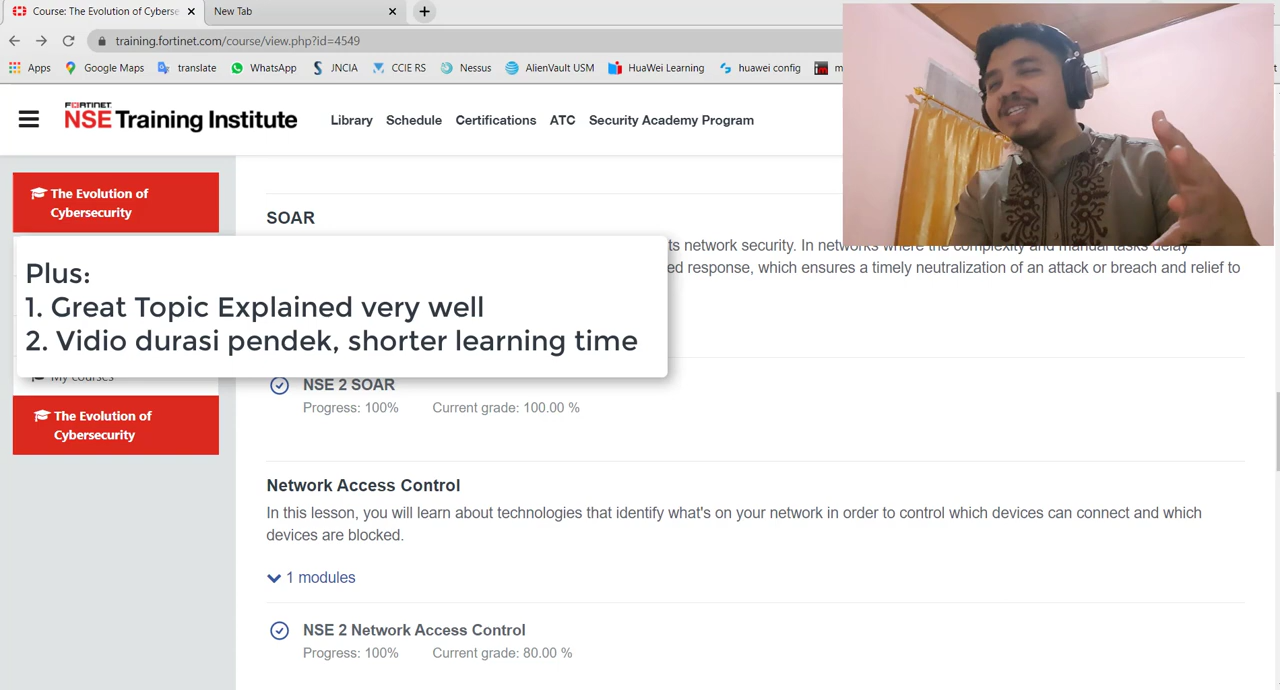 Course: The Evolution of Cyberse
New Tab
training.fortinet.com/course/view.php?id=4549
Apps
Google Maps
translate
WhatsApp
JNCIA
CCIE RS
Nessus
AlienVault USM
HuaWei Learning
huawei config
FORTINET
NSE Training Institute
Library
Schedule
Certifications
ATC
Security Academy Program
The Evolution of
Cybersecurity
SOAR
network security. In networks where the complexity and manual tasks delay
response, which ensures a timely neutralization of an attack or breach and relief to
Plus:
1. Great Topic Explained very well
2. Vidio durasi pendek, shorter learning time
My courses
The Evolution of
Cybersecurity
NSE 2 SOAR
Progress: 100%
Current grade: 100.00 %
Network Access Control
In this lesson, you will learn about technologies that identify what's on your network in order to control which devices can connect and which
devices are blocked.
1 modules
NSE 2 Network Access Control
Progress: 100%
Current grade: 80.00 %